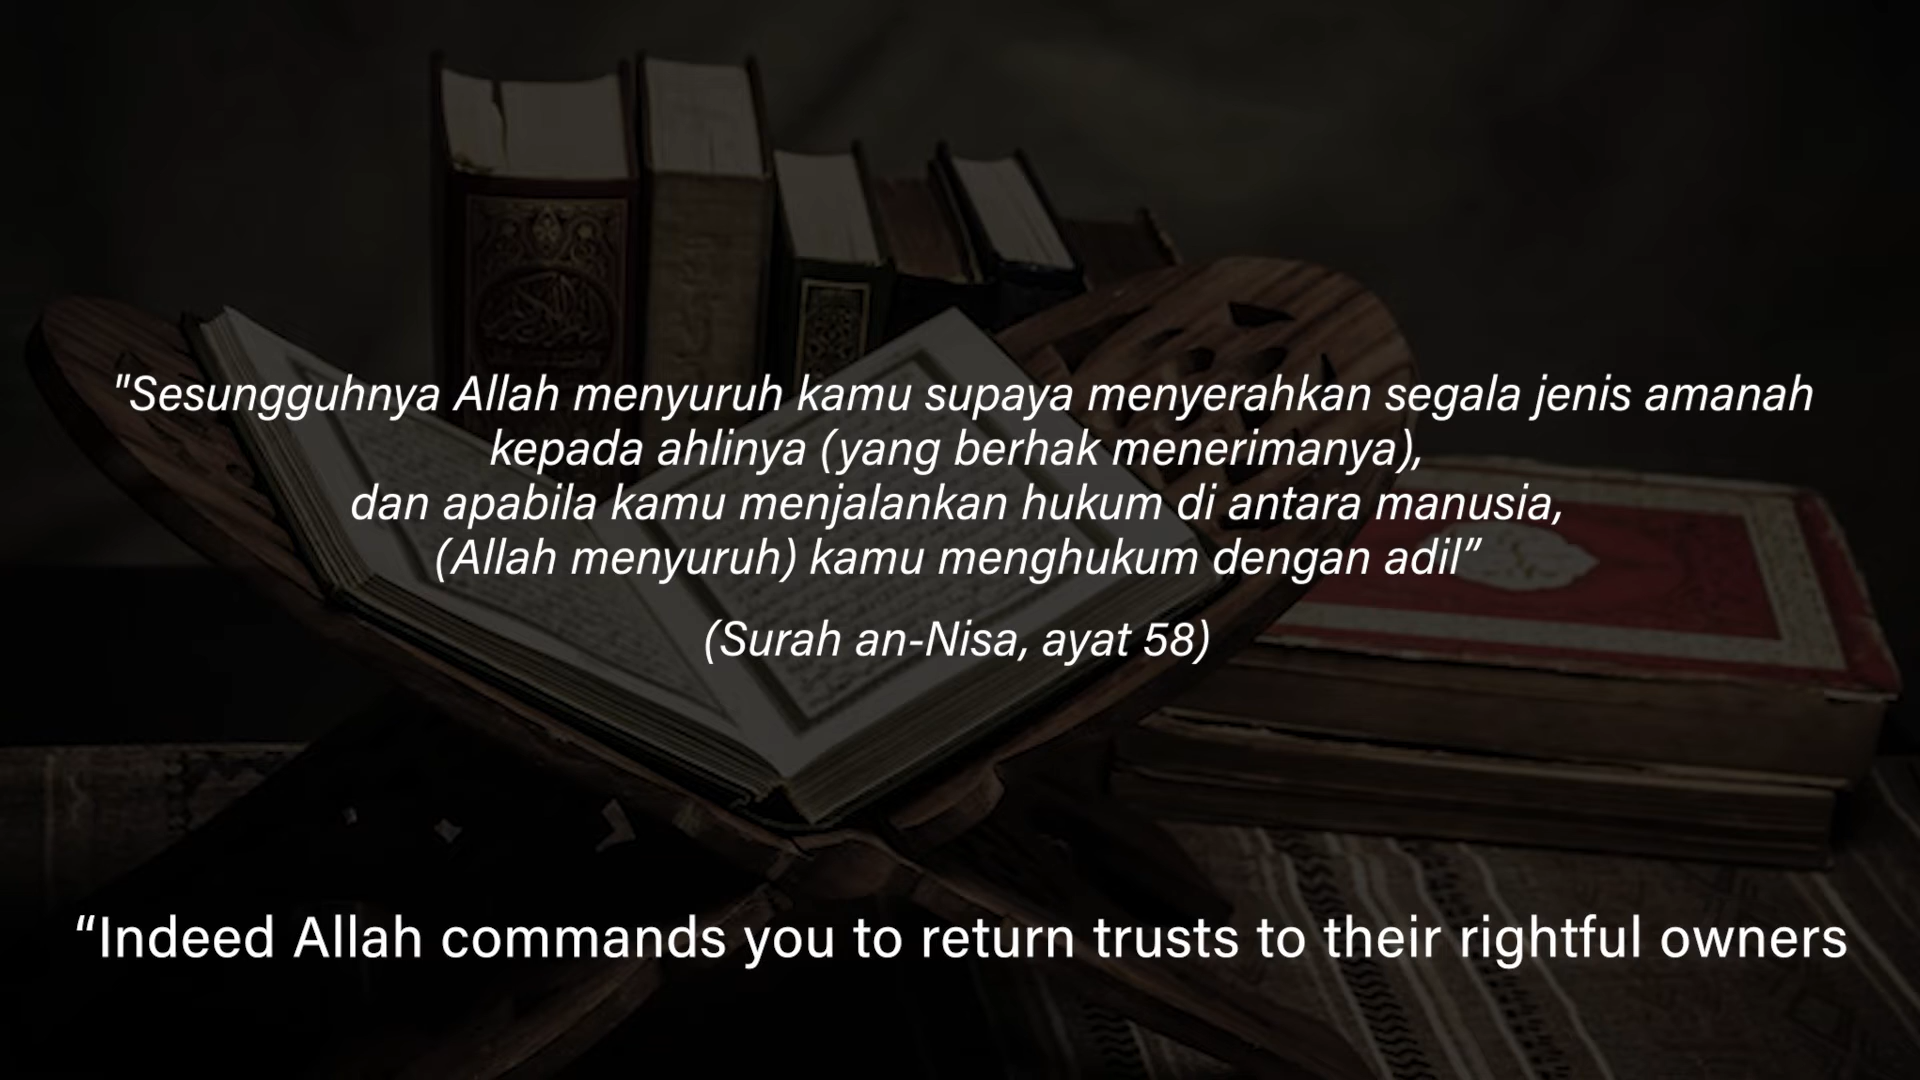 "Sesungguhnya Allah menyuruh kamu supaya menyerahkan segala jenis amanah
kepada ahlinya (yang berhak menerimanya),
dan apabila kamu menjalankan hukum di antara manusia,
(Allah menyuruh) kamu menghukum dengan adil”
(Surah an-Nisa, ayat 58)
“Indeed Allah commands you to return trusts to their rightful owners